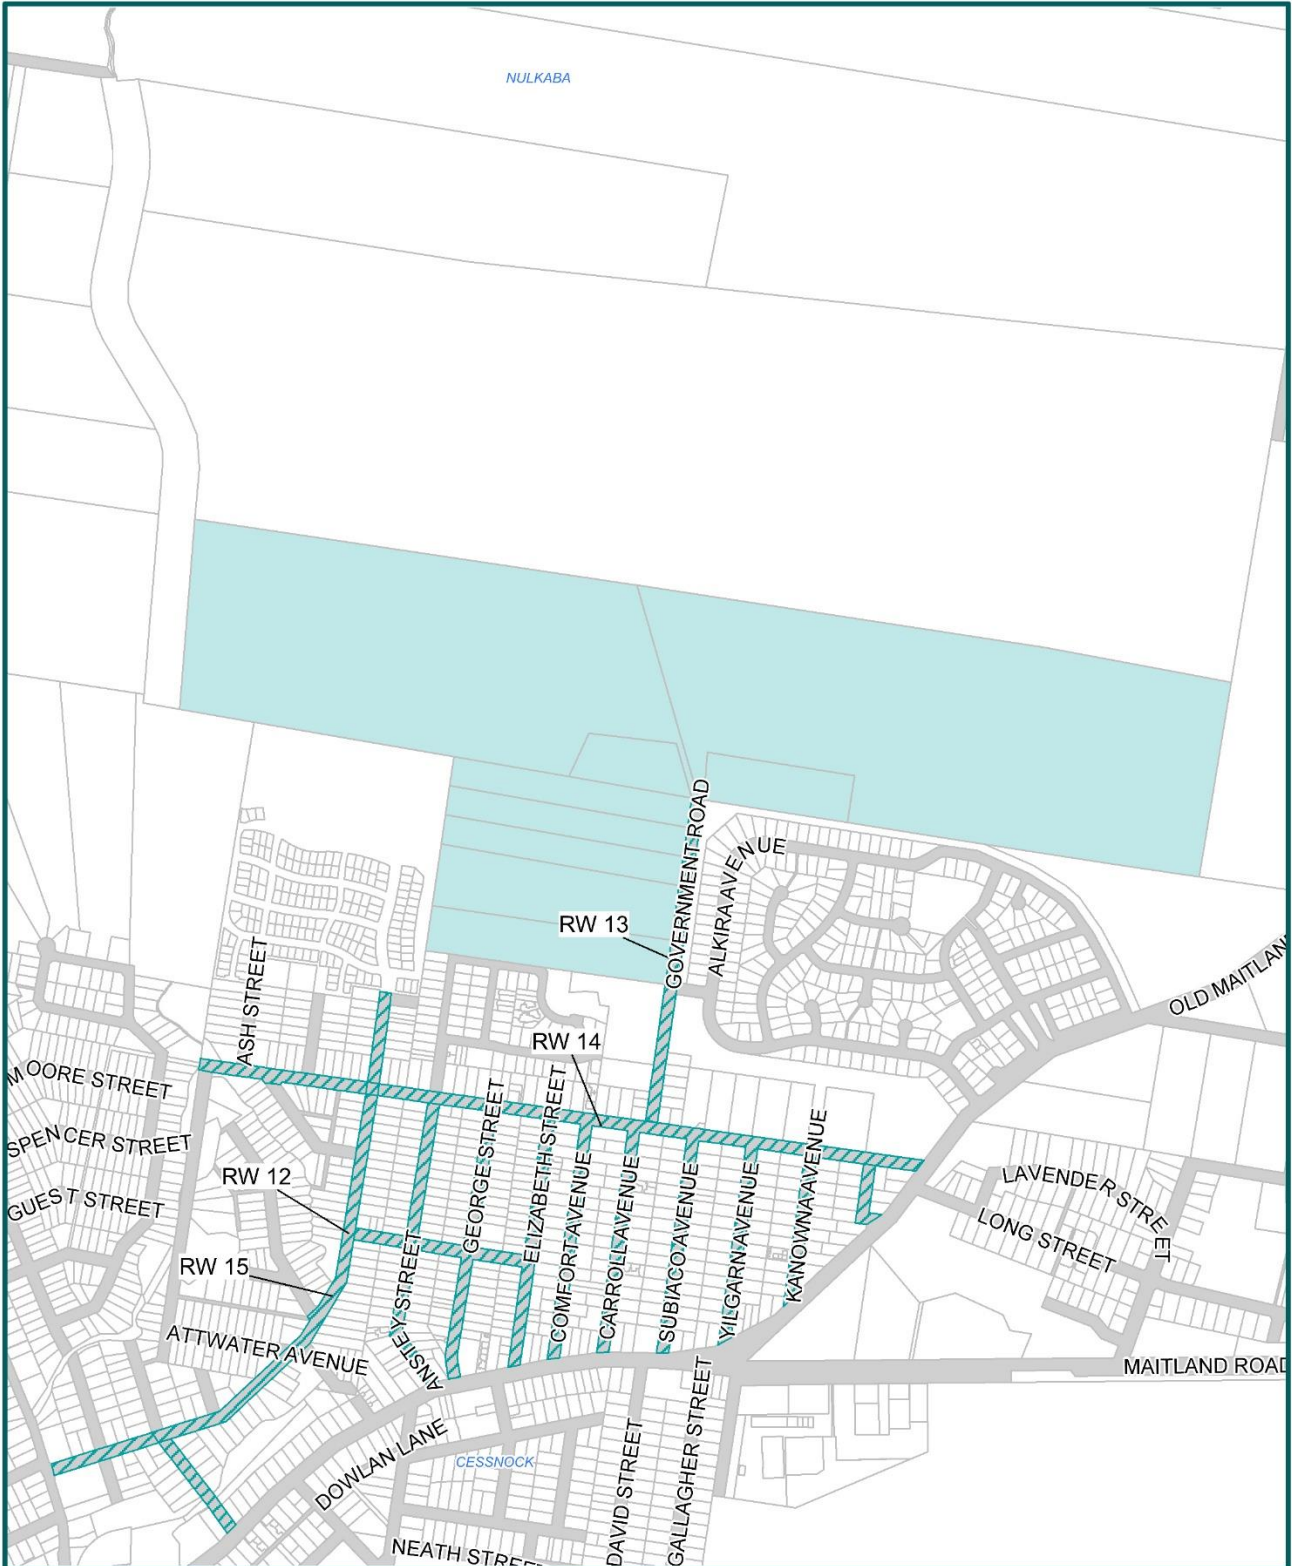 NULKABA
GOVERNMENT ROAD
ALKIRA AVENUE
RW 13
ASH STREET
OLD MAITLAN
RW 14
MOORE STREET
SPENCER STREET
GUEST STREET
RW 12
RW 15
GEORGE STREET
ELIZABETH STREET
COMFORT AVENUE
CARROLL AVENUE
SUBIACO AVENUE
YILGARN AVENUE
KANOWNA AVENUE
LAVENDER STREET
LONG STREET
ANSTEY STREET
ATTWATER AVENUE
MAITLAND ROAD
DOWLAN LANE
CESSNOCK
DAVID STREET
GALLAGHER STREET
NEATH STREET